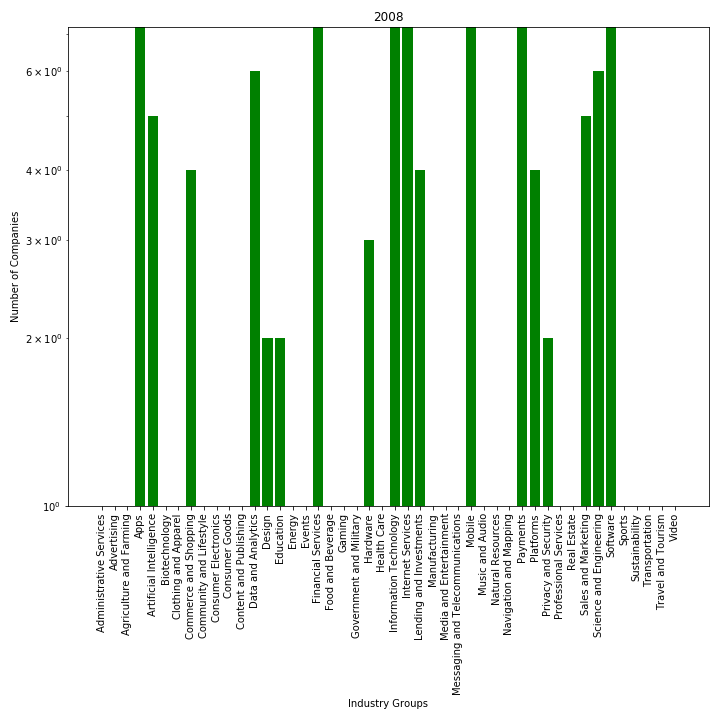 2008
6 × 10⁰
4 × 10⁰
3 × 10⁰
2 × 10⁰
10⁰
Number of Companies
Administrative Services
Advertising
Agriculture and Farming
Apps
Artificial Intelligence
Biotechnology
Clothing and Apparel
Commerce and Shopping
Community and Lifestyle
Consumer Electronics
Consumer Goods
Content and Publishing
Data and Analytics
Design
Education
Energy
Events
Financial Services
Food and Beverage
Gaming
Government and Military
Hardware
Health Care
Information Technology
Internet Services
Lending and Investments
Manufacturing
Media and Entertainment
Messaging and Telecommunications
Mobile
Music and Audio
Natural Resources
Navigation and Mapping
Payments
Platforms
Privacy and Security
Professional Services
Real Estate
Sales and Marketing
Science and Engineering
Software
Sports
Sustainability
Transportation
Travel and Tourism
Video
Industry Groups